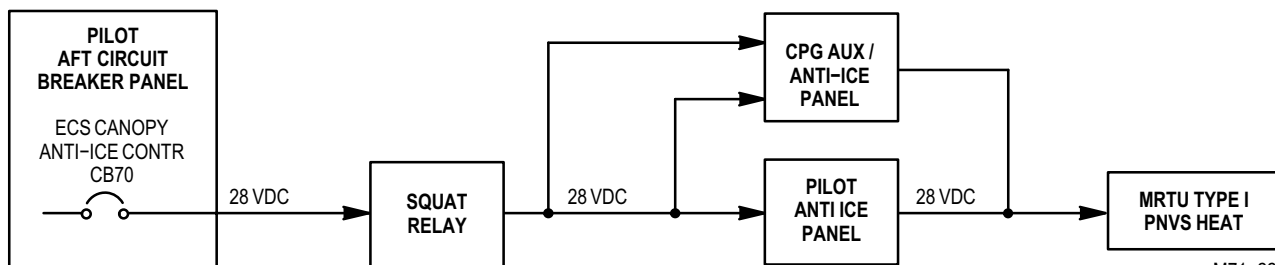 PILOT
AFT CIRCUIT
BREAKER PANEL
ECS CANOPY
ANTI−ICE CONTR
CB70
28 VDC
SQUAT
RELAY
28 VDC
CPG AUX /
ANTI−ICE
PANEL
PILOT
ANTI ICE
PANEL
28 VDC
MRTU TYPE I
PNVS HEAT